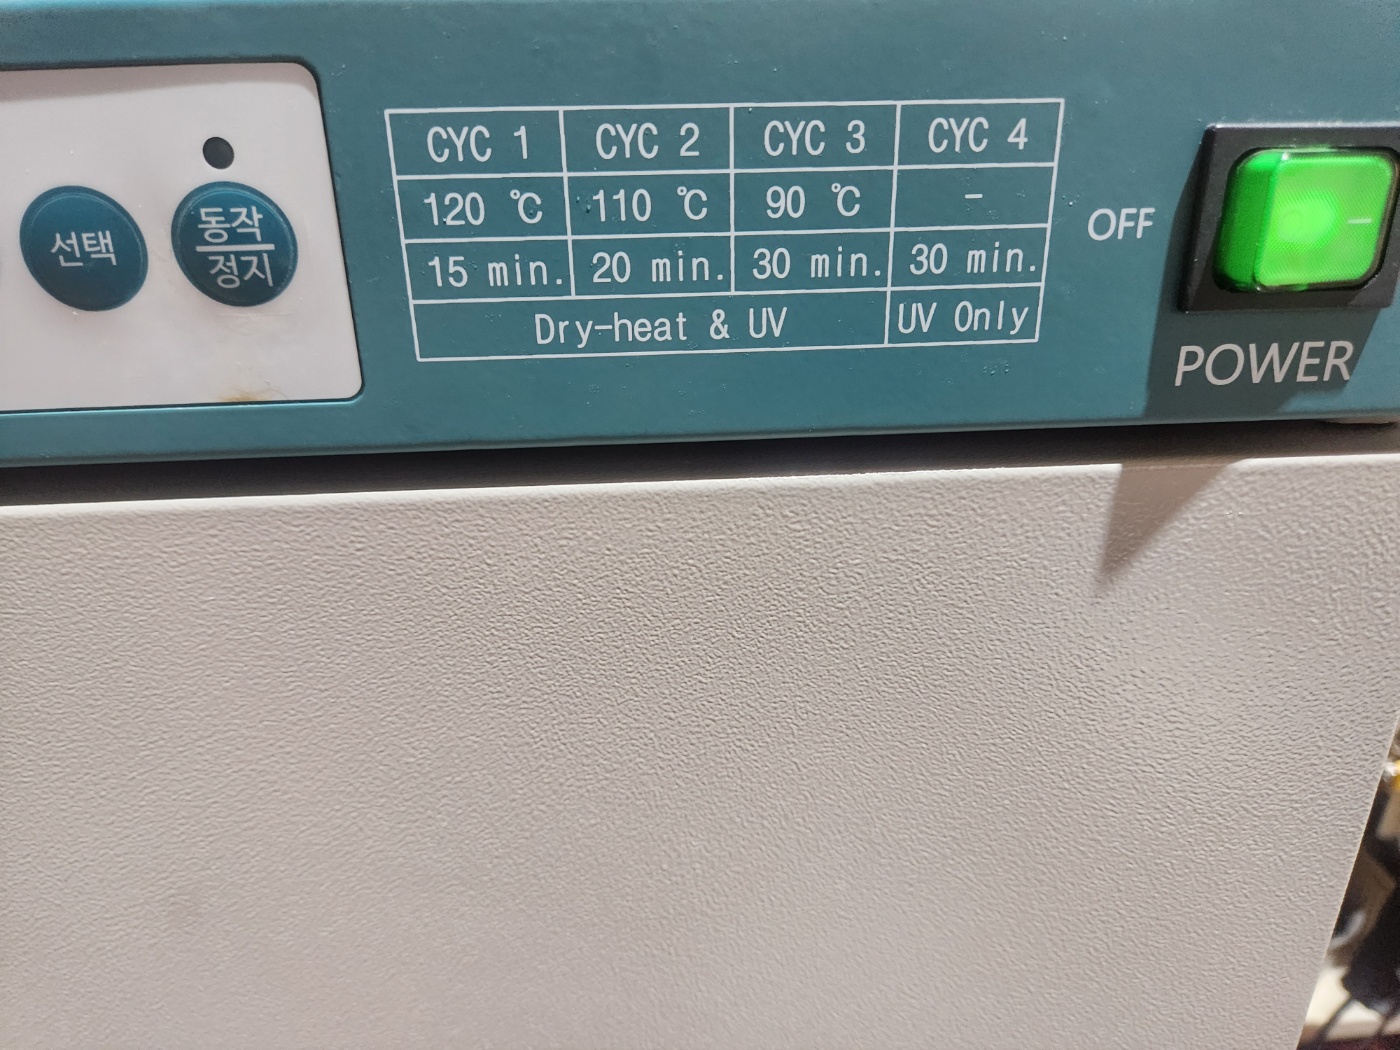 선택
동작
정지
CYC 1 CYC 2 CYC 3 CYC 4
120 ℃ 110 ℃ 90 ℃ -
15 min. 20 min. 30 min. 30 min.
Dry-heat & UV UV Only
OFF
POWER